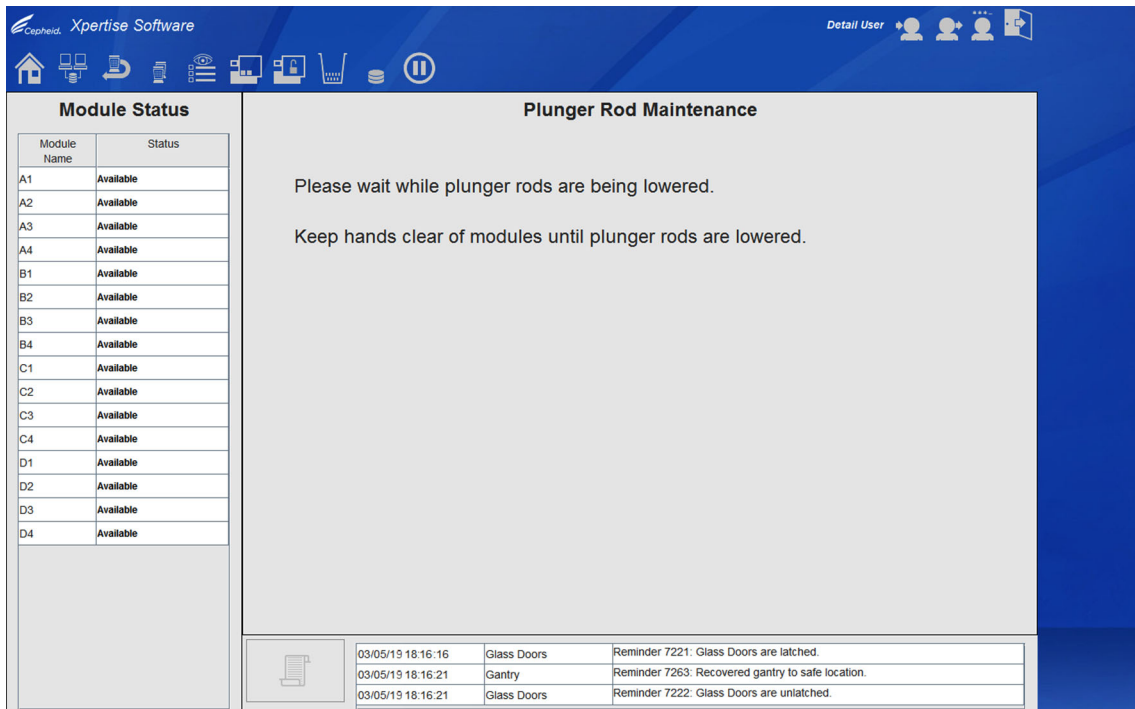 Cepheid. Xpertise Software
Detail User
Module Status
Plunger Rod Maintenance
Module Name Status
A1 Available
A2 Available
A3 Available
A4 Available
B1 Available
B2 Available
B3 Available
B4 Available
C1 Available
C2 Available
C3 Available
C4 Available
D1 Available
D2 Available
D3 Available
D4 Available
Please wait while plunger rods are being lowered.
Keep hands clear of modules until plunger rods are lowered.
03/05/19 18:16:16 Glass Doors Reminder 7221: Glass Doors are latched.
03/05/19 18:16:21 Gantry Reminder 7263: Recovered gantry to safe location.
03/05/19 18:16:21 Glass Doors Reminder 7222: Glass Doors are unlatched.